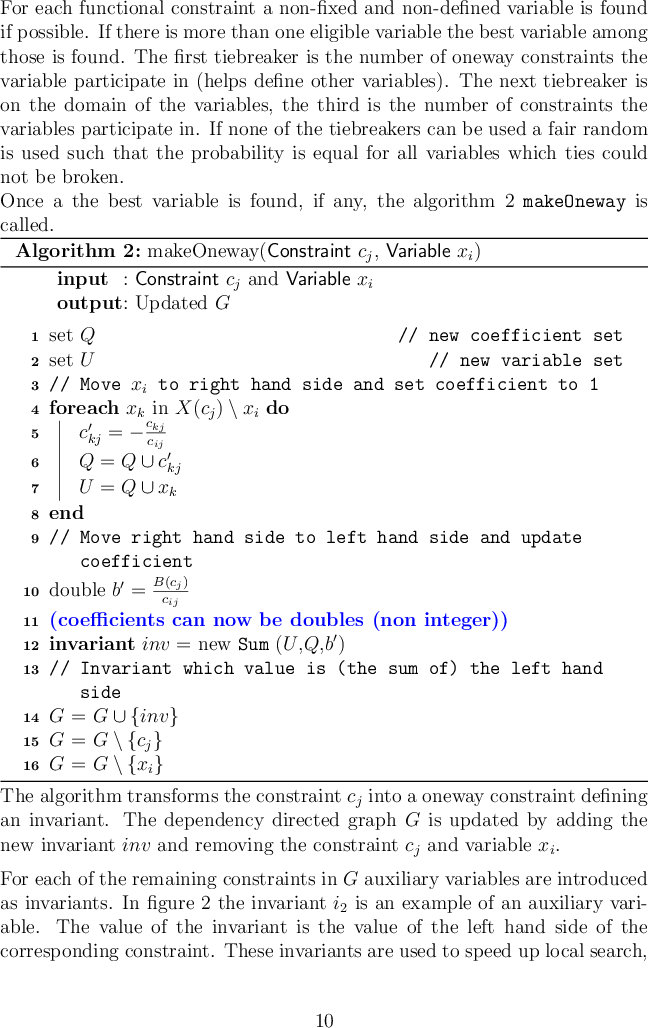 For each functional constraint a non-fixed and non-defined variable is found
if possible. If there is more than one eligible variable the best variable among
those is found. The first tiebreaker is the number of oneway constraints the
variable participate in (helps define other variables). The next tiebreaker is
on the domain of the variables, the third is the number of constraints the
variables participate in. If none of the tiebreakers can be used a fair random
is used such that the probability is equal for all variables which ties could
not be broken.
Once a the best variable is found, if any, the algorithm 2 makeOneway is
called.
Algorithm 2: makeOneway(Constraint $c_j$, Variable $x_i$)
input : Constraint $c_j$ and Variable $x_i$
output: Updated $G$
1 set $Q$ // new coefficient set
2 set $U$ // new variable set
3 // Move $x_i$ to right hand side and set coefficient to 1
4 foreach $x_k$ in $X(c_j) \setminus x_i$ do
5 $c'_{kj} = -\frac{c_{kj}}{c_{ij}}$
6 $Q = Q \cup c'_{kj}$
7 $U = Q \cup x_k$
8 end
9 // Move right hand side to left hand side and update
coefficient
10 double $b' = \frac{B(c_j)}{c_{ij}}$
11 (coefficients can now be doubles (non integer))
12 invariant $inv$ = new Sum ($U$,$Q$,$b'$)
13 // Invariant which value is (the sum of) the left hand
side
14 $G = G \cup \{inv\}$
15 $G = G \setminus \{c_j\}$
16 $G = G \setminus \{x_i\}$
The algorithm transforms the constraint $c_j$ into a oneway constraint defining
an invariant. The dependency directed graph $G$ is updated by adding the
new invariant $inv$ and removing the constraint $c_j$ and variable $x_i$.
For each of the remaining constraints in $G$ auxiliary variables are introduced
as invariants. In figure 2 the invariant $i_2$ is an example of an auxiliary vari-
able. The value of the invariant is the value of the left hand side of the
corresponding constraint. These invariants are used to speed up local search,
10